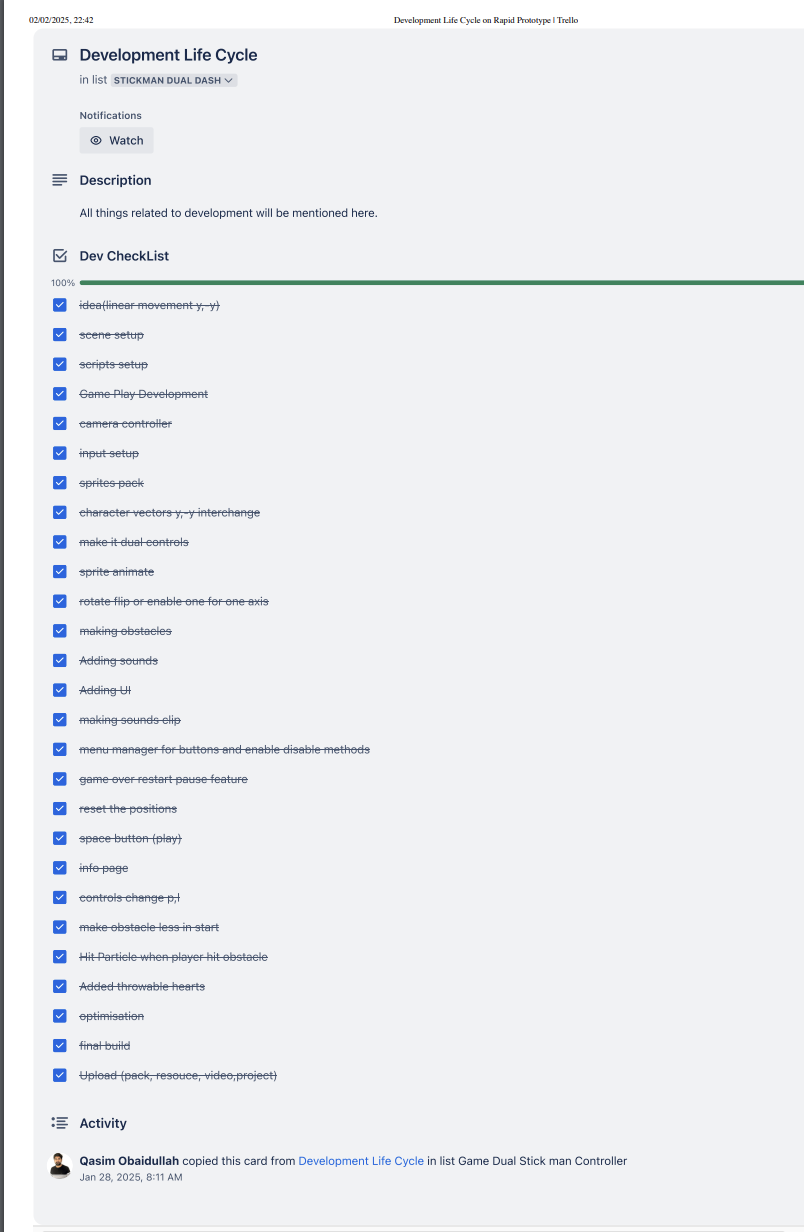 02/02/2025, 22:42
Development Life Cycle on Rapid Prototype | Trello
Development Life Cycle
in list STICKMAN DUAL DASH
Notifications
Watch
Description
All things related to development will be mentioned here.
Dev CheckList
100%
idea(linear movement y,-y)
scene setup
scripts setup
Game Play Development
camera controller
input setup
sprites pack
character vectors y,-y interchange
make it dual controls
sprite animate
rotate flip or enable one for one axis
making obstacles
Adding sounds
Adding UI
making sounds clip
menu manager for buttons and enable disable methods
game over restart pause feature
reset the positions
space button (play)
info page
controls change p,l
make obstacle less in start
Hit Particle when player hit obstacle
Added throwable hearts
optimisation
final build
Upload (pack, resouce, video,project)
Activity
Qasim Obaidullah copied this card from Development Life Cycle in list Game Dual Stick man Controller
Jan 28, 2025, 8:11 AM